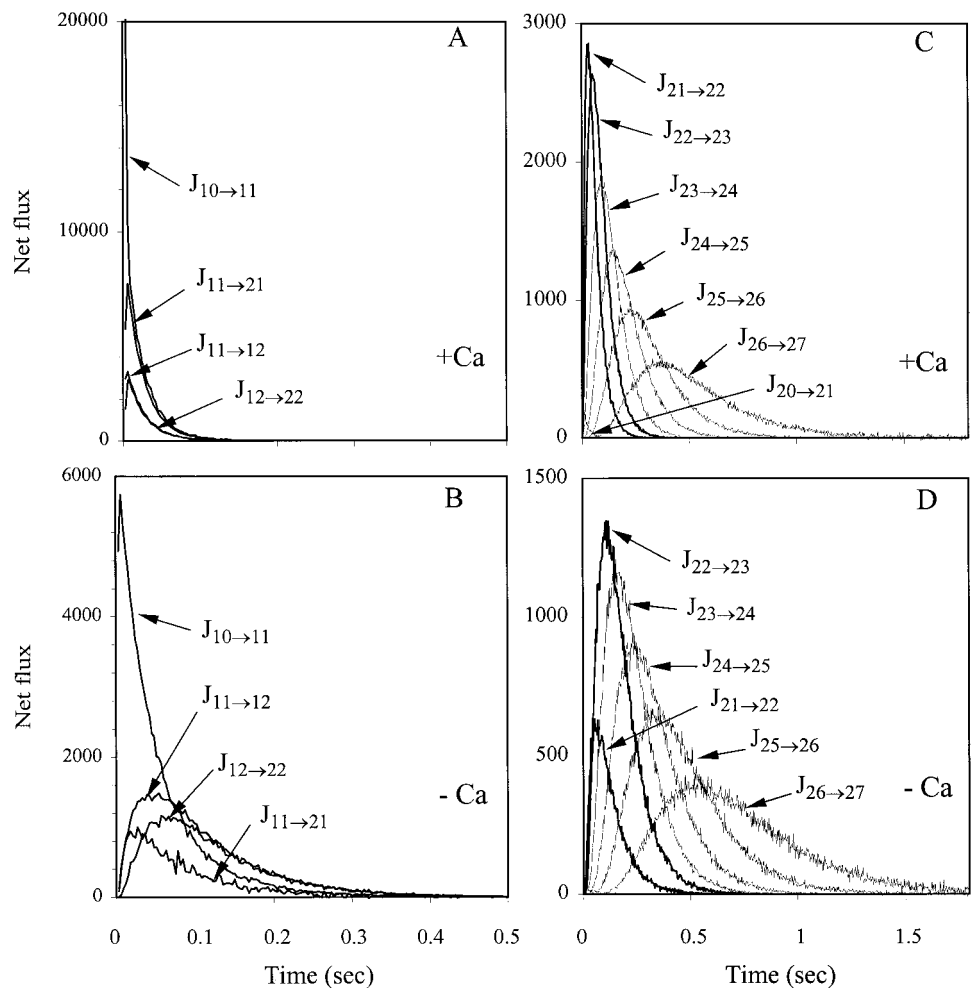 A
20000
10000
0
Net flux
J10→11
J11→21
J11→12
J12→22
+Ca
C
3000
2000
1000
0
J21→22
J22→23
J23→24
J24→25
J25→26
J26→27
J20→21
+Ca
B
6000
4000
2000
0
Net flux
J10→11
J11→12
J12→22
J11→21
- Ca
0 0.1 0.2 0.3 0.4 0.5
Time (sec)
D
1500
1000
500
0
J22→23
J23→24
J24→25
J21→22
J25→26
J26→27
- Ca
0 0.5 1 1.5
Time (sec)